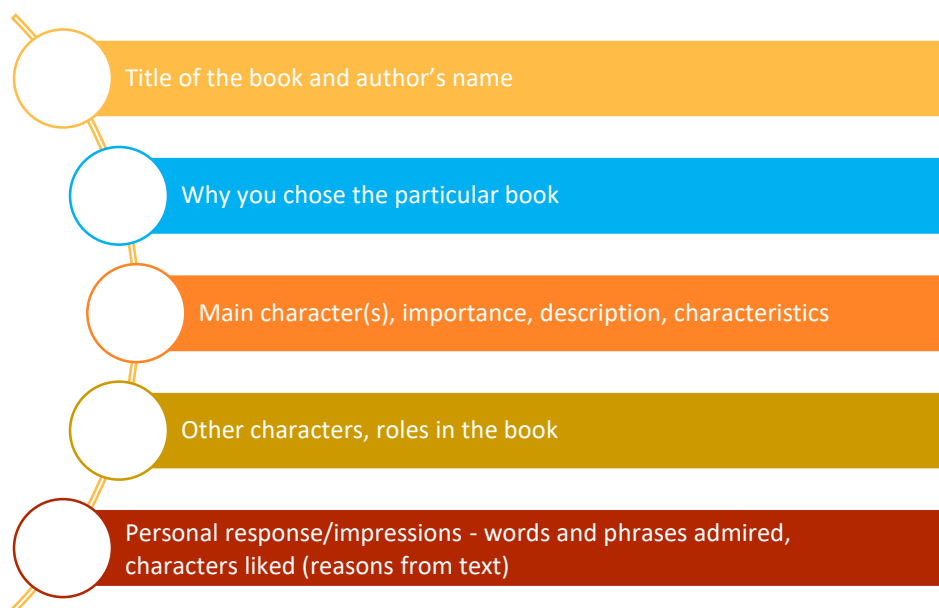 Title of the book and author’s name
Why you chose the particular book
Main character(s), importance, description, characteristics
Other characters, roles in the book
Personal response/impressions - words and phrases admired,
characters liked (reasons from text)